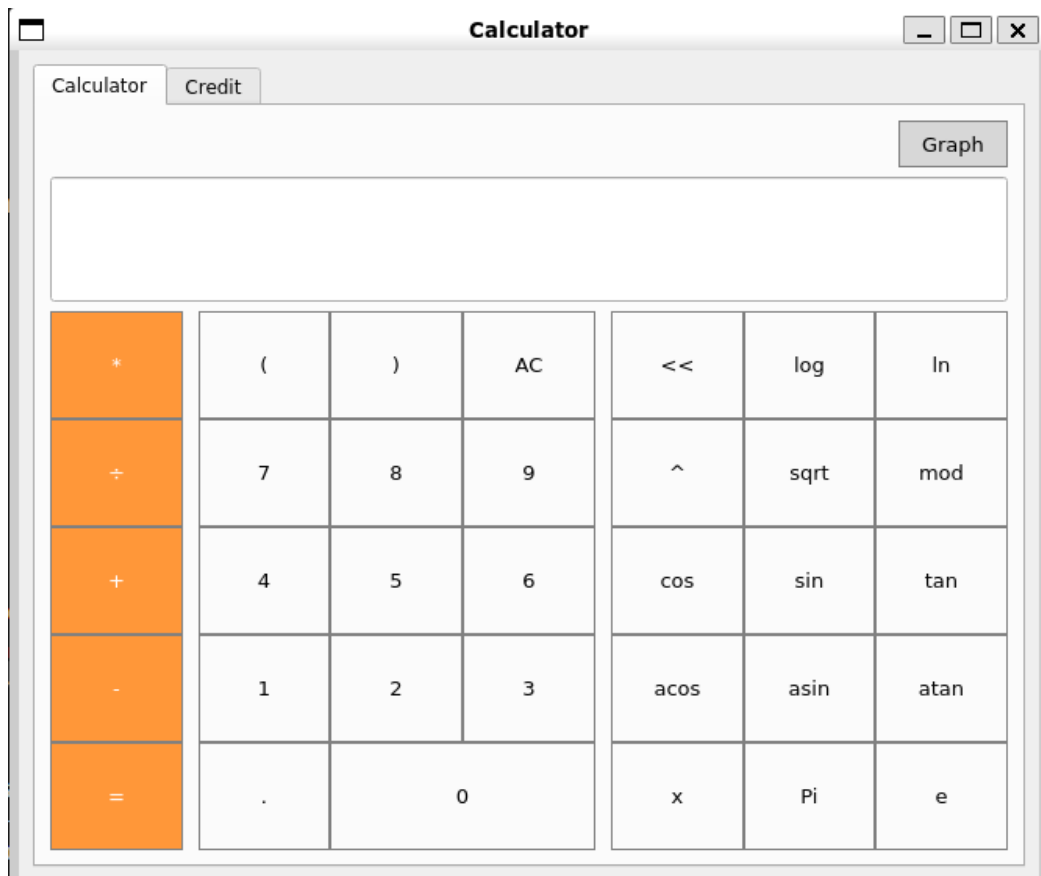 Calculator
Calculator Credit
Graph
* ( ) AC << log ln
÷ 7 8 9 ^ sqrt mod
+ 4 5 6 cos sin tan
- 1 2 3 acos asin atan
= . 0 x Pi e